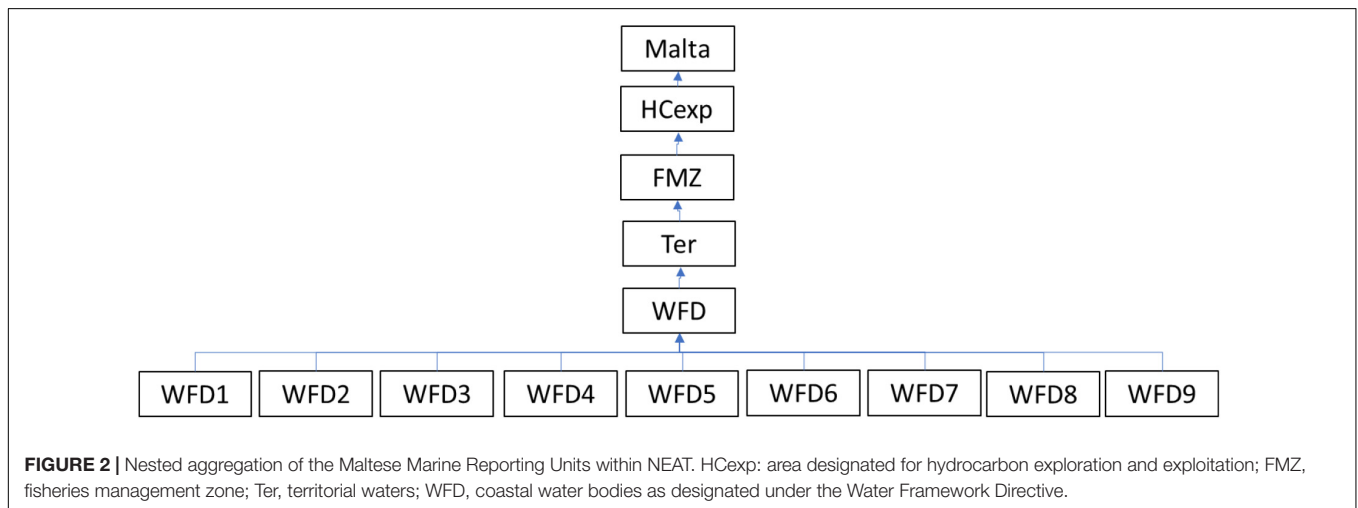 Malta
HCexp
FMZ
Ter
WFD
WFD1 WFD2 WFD3 WFD4 WFD5 WFD6 WFD7 WFD8 WFD9
FIGURE 2 | Nested aggregation of the Maltese Marine Reporting Units within NEAT. HCexp: area designated for hydrocarbon exploration and exploitation; FMZ,
fisheries management zone; Ter, territorial waters; WFD, coastal water bodies as designated under the Water Framework Directive.